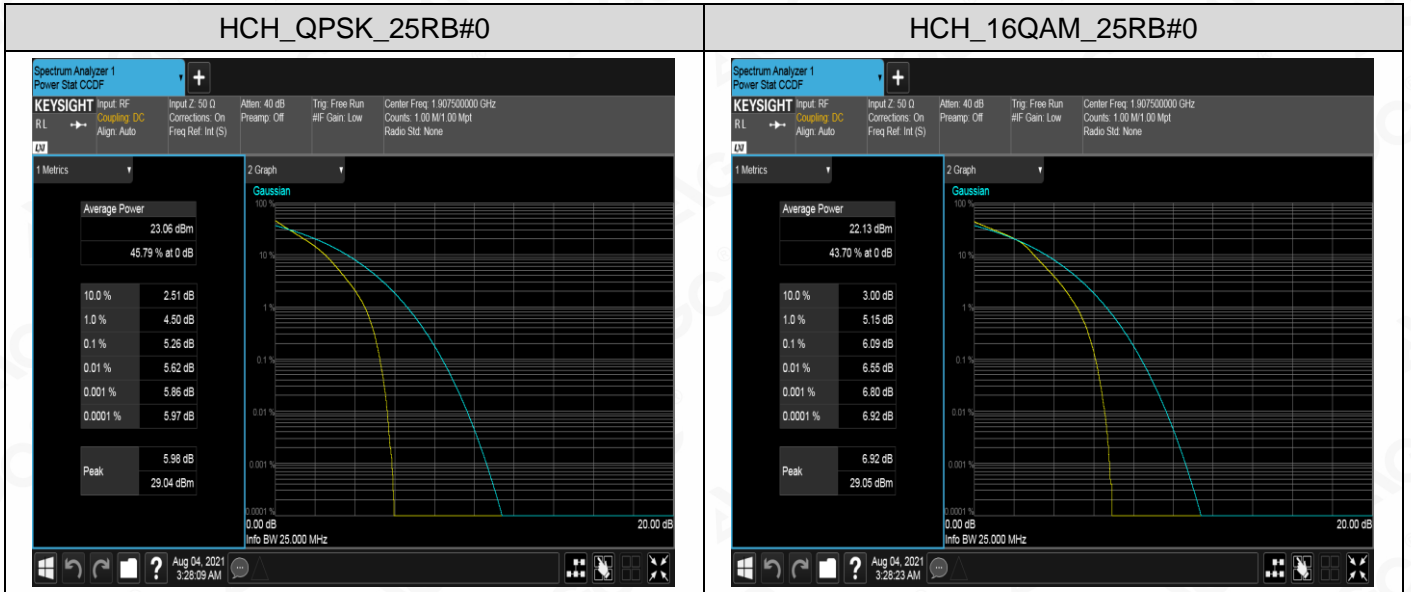 HCH_QPSK_25RB#0
Spectrum Analyzer 1
Power Stat CCDF
KEYSIGHT
RL
LXI
Input: RF
Coupling: DC
Align: Auto
Input Z: 50 Ω
Corrections: On
Freq Ref: Int (S)
Atten: 40 dB
Preamp: Off
Trig: Free Run
#IF Gain: Low
Center Freq: 1.907500000 GHz
Counts: 1.00 M/1.00 Mpt
Radio Std: None
1 Metrics
Average Power
23.06 dBm
45.79 % at 0 dB
10.0 % 2.51 dB
1.0 % 4.50 dB
0.1 % 5.26 dB
0.01 % 5.62 dB
0.001 % 5.86 dB
0.0001 % 5.97 dB
Peak
5.98 dB
29.04 dBm
2 Graph
Gaussian
100 %
10 %
1 %
0.1 %
0.01 %
0.001 %
0.0001 %
0.00 dB 20.00 dB
Info BW 25.000 MHz
Aug 04, 2021
3:28:09 AM
HCH_16QAM_25RB#0
Spectrum Analyzer 1
Power Stat CCDF
KEYSIGHT
RL
LXI
Input: RF
Coupling: DC
Align: Auto
Input Z: 50 Ω
Corrections: On
Freq Ref: Int (S)
Atten: 40 dB
Preamp: Off
Trig: Free Run
#IF Gain: Low
Center Freq: 1.907500000 GHz
Counts: 1.00 M/1.00 Mpt
Radio Std: None
1 Metrics
Average Power
22.13 dBm
43.70 % at 0 dB
10.0 % 3.00 dB
1.0 % 5.15 dB
0.1 % 6.09 dB
0.01 % 6.55 dB
0.001 % 6.80 dB
0.0001 % 6.92 dB
Peak
6.92 dB
29.05 dBm
2 Graph
Gaussian
100 %
10 %
1 %
0.1 %
0.01 %
0.001 %
0.0001 %
0.00 dB 20.00 dB
Info BW 25.000 MHz
Aug 04, 2021
3:28:23 AM